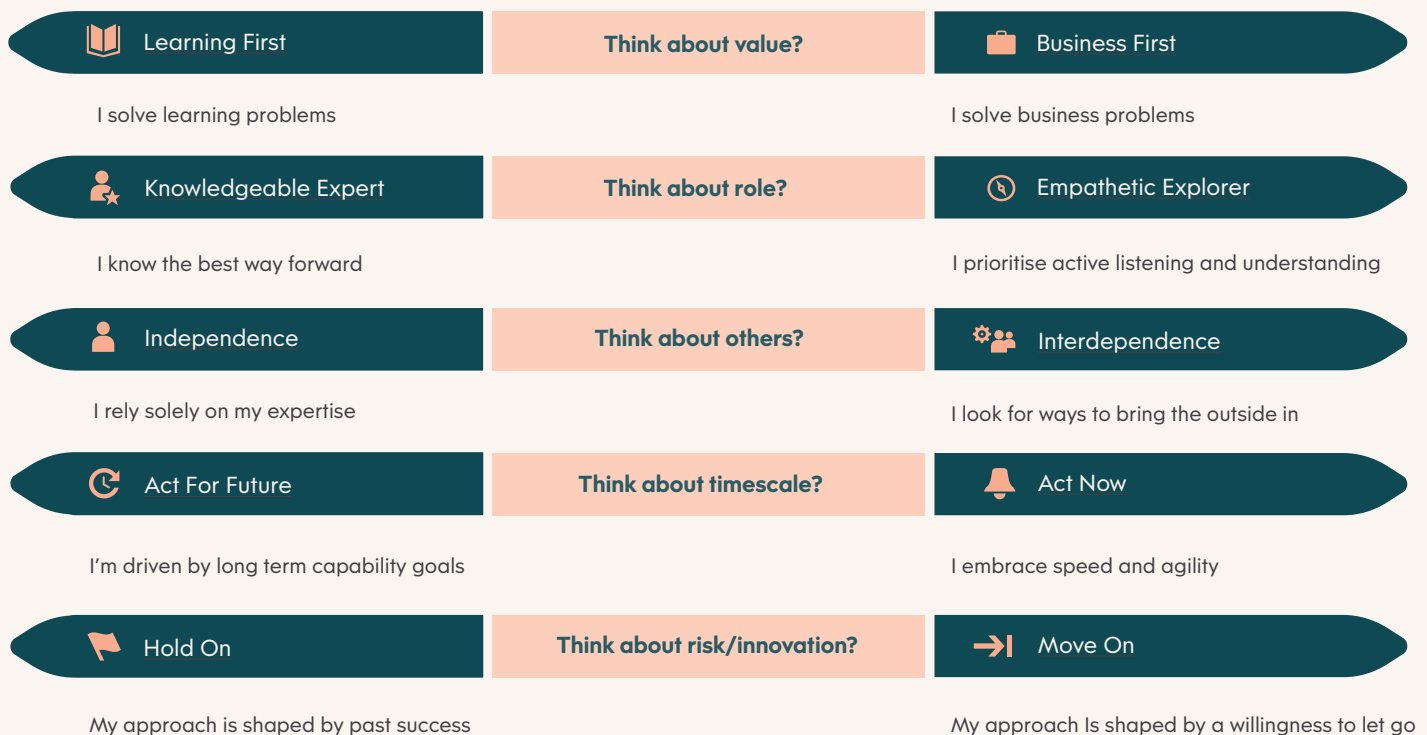 Learning First
Think about value?
Business First
I solve learning problems
I solve business problems
Knowledgeable Expert
Think about role?
Empathetic Explorer
I know the best way forward
I prioritise active listening and understanding
Independence
Think about others?
Interdependence
I rely solely on my expertise
I look for ways to bring the outside in
Act For Future
Think about timescale?
Act Now
I'm driven by long term capability goals
I embrace speed and agility
Hold On
Think about risk/innovation?
Move On
My approach is shaped by past success
My approach Is shaped by a willingness to let go